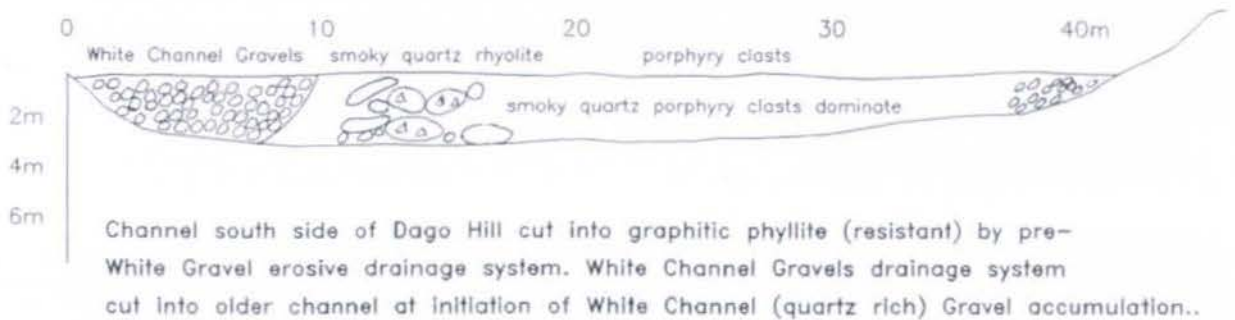 0 10 20 30 40m
White Channel Gravels smoky quartz rhyolite porphyry clasts
smoky quartz porphyry clasts dominate
2m
4m
6m
Channel south side of Dago Hill cut into graphitic phyllite (resistant) by pre-
White Gravel erosive drainage system. White Channel Gravels drainage system
cut into older channel at initiation of White Channel (quartz rich) Gravel accumulation..